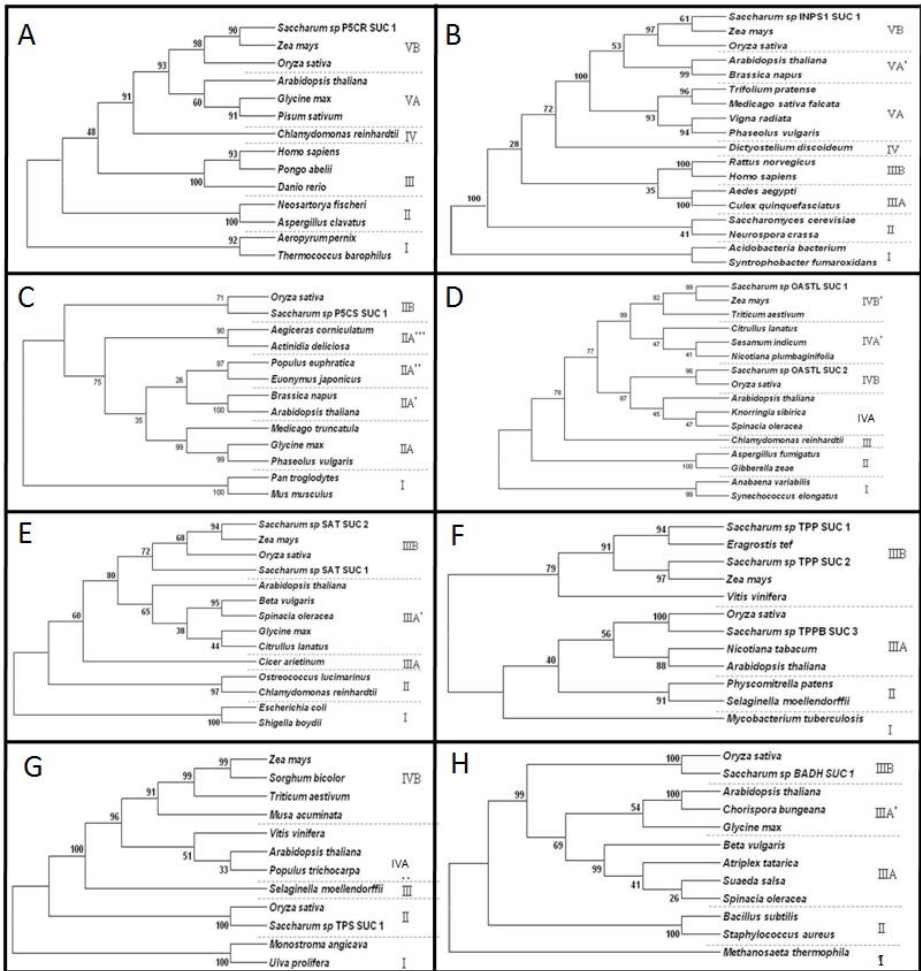 A
Saccharum sp P5CR SUC 1
Zea mays
Oryza sativa
Arabidopsis thaliana
Glycine max
Pisum sativum
Chlamydomonas reinhardtii
Homo sapiens
Pongo abelii
Danio rerio
Neosartorya fischeri
Aspergillus clavatus
Aeropyrum pernix
Thermococcus barophilus
90
98
93
60
91
91
48
93
100
100
92
VB
VA
IV
III
II
I
B
Saccharum sp INPS1 SUC 1
Zea mays
Oryza sativa
Arabidopsis thaliana
Brassica napus
Trifolium pratense
Medicago sativa falcata
Vigna radiata
Phaseolus vulgaris
Dictyostellum discoideum
Rattus norvegicus
Homo sapiens
Aedes aegypti
Culex quinquefasciatus
Saccharomyces cerevisiae
Neurospora crassa
Acidobacteria bacterium
Syntrophobacter fumaroxidans
61
97
53
99
100
96
93
94
72
28
100
35
100
100
41
VB
VA'
VA
IV
IIIB
IIIA
II
I
C
Oryza sativa
Saccharum sp P5CS SUC 1
Aegiceras corniculatum
Actinidia deliciosa
Populus euphratica
Euonymus japonicus
Brassica napus
Arabidopsis thaliana
Medicago truncatula
Glycine max
Phaseolus vulgaris
Pan troglodytes
Mus musculus
71
90
75
87
26
100
35
99
99
100
IIB
IIA'''
IIA''
IIA'
IIA
I
D
Saccharum sp OASTL SUC 1
Zea mays
Triticum aestivum
Citrullus lanatus
Sesamum indicum
Nicotiana plumbaginifolia
Saccharum sp OASTL SUC 2
Oryza sativa
Arabidopsis thaliana
Knorringia sibirica
Spinacia oleracea
Chlamydomonas reinhardtii
Aspergillus fumigatus
Gibberella zeae
Anabaena variabilis
Synechococcus elongatus
99
92
99
47
41
77
96
87
45
47
78
100
99
IVB'
IVA'
IVB
IVA
III
II
I
E
Saccharum sp SAT SUC 2
Zea mays
Oryza sativa
Saccharum sp SAT SUC 1
Arabidopsis thaliana
Beta vulgaris
Spinacia oleracea
Glycine max
Citrullus lanatus
Cicer arietinum
Ostreococcus lucimarinus
Chlamydomonas reinhardtii
Escherichia coli
Shigella boydii
94
68
72
80
65
95
38
44
60
97
100
IIIB
IIIA'
IIIA
II
I
F
Saccharum sp TPP SUC 1
Eragrostis tef
Saccharum sp TPP SUC 2
Zea mays
Vitis vinifera
Oryza sativa
Saccharum sp TPPB SUC 3
Nicotiana tabacum
Arabidopsis thaliana
Physcomitrella patens
Selaginella moellendorffii
Mycobacterium tuberculosis
94
91
97
79
100
56
88
40
91
IIIB
IIIA
II
I
G
Zea mays
Sorghum bicolor
Triticum aestivum
Musa acuminata
Vitis vinifera
Arabidopsis thaliana
Populus trichocarpa
Selaginella moellendorffii
Oryza sativa
Saccharum sp TPS SUC 1
Monostroma angicava
Ulva prolifera
99
99
91
96
51
33
100
100
100
IVB
IVA
III
II
I
H
Oryza sativa
Saccharum sp BADH SUC 1
Arabidopsis thaliana
Chorispora bungeana
Glycine max
Beta vulgaris
Atriplex tatarica
Suaeda salsa
Spinacia oleracea
Bacillus subtilis
Staphylococcus aureus
Methanosaeta thermophila
100
99
100
54
69
99
41
26
100
IIIB
IIIA'
IIIA
II
I